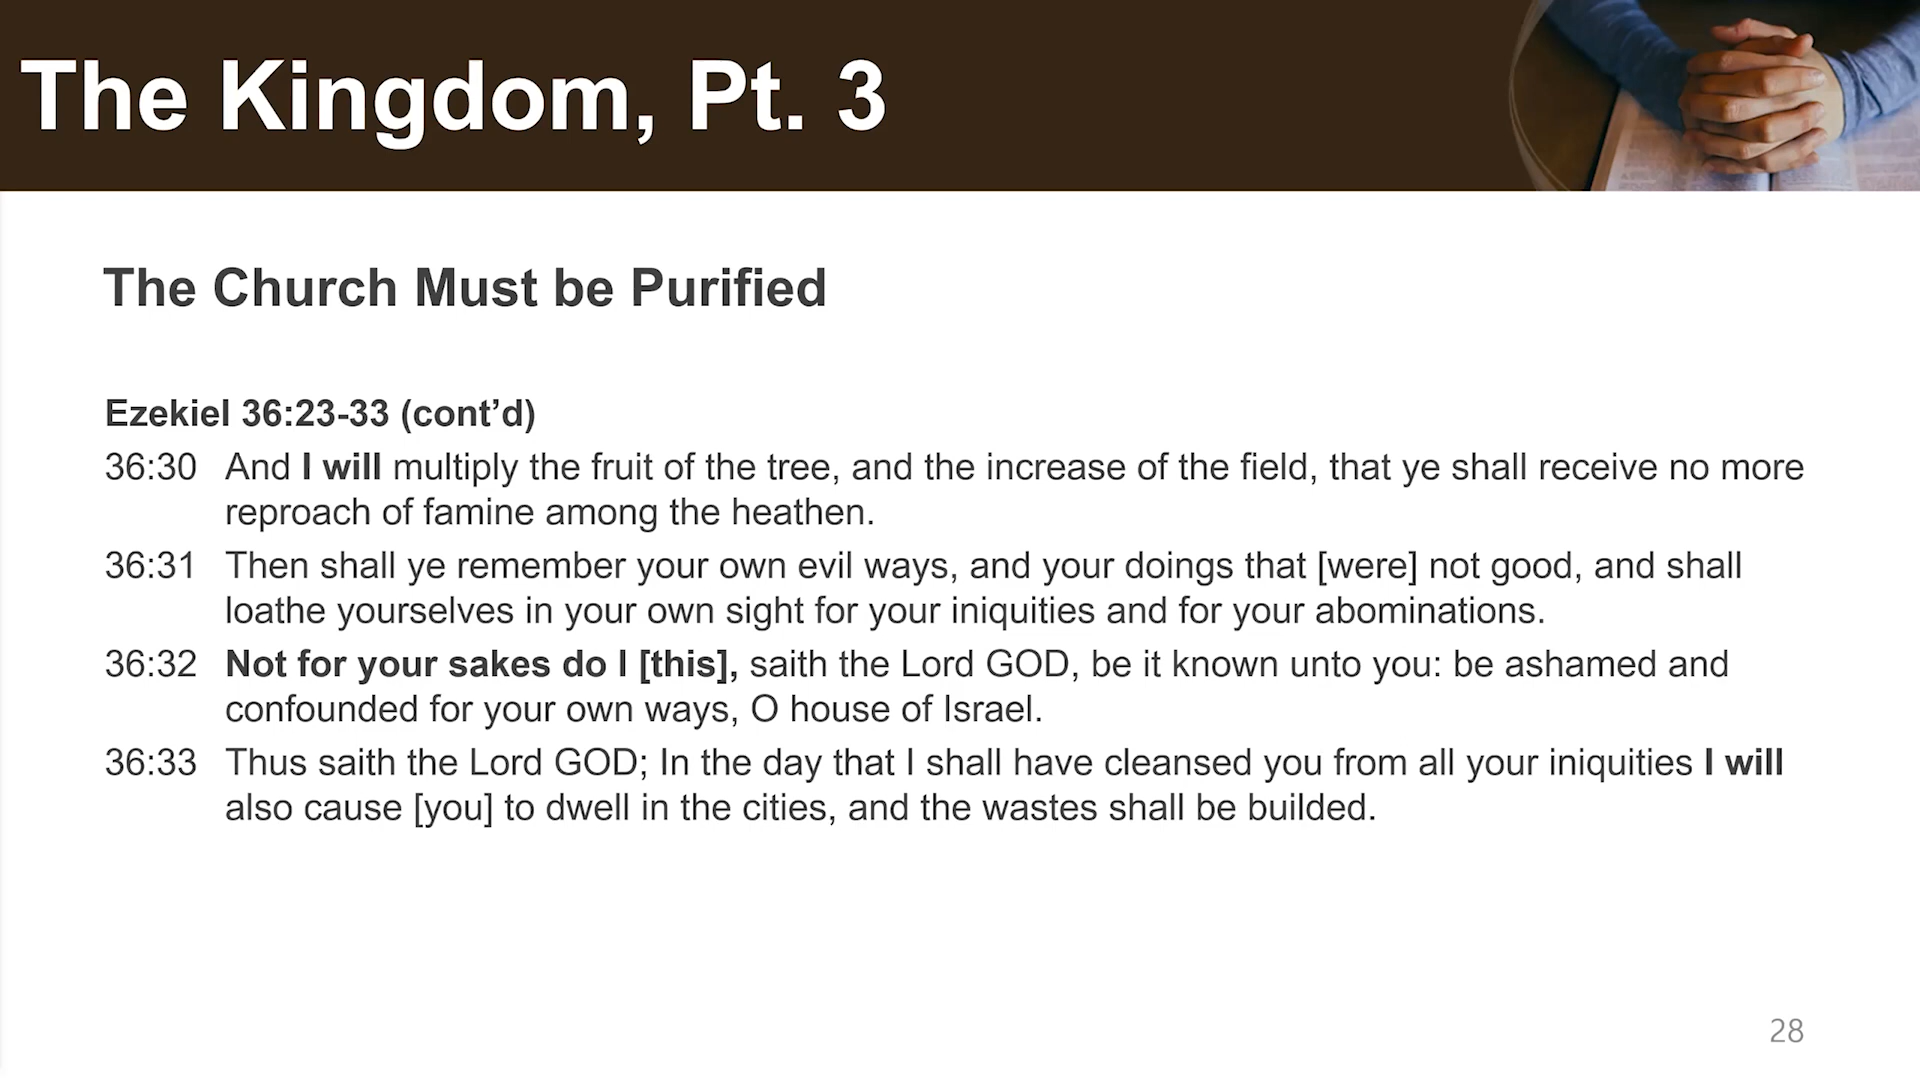 The Kingdom, Pt. 3
The Church Must be Purified
Ezekiel 36:23-33 (cont’d)
36:30 And I will multiply the fruit of the tree, and the increase of the field, that ye shall receive no more
reproach of famine among the heathen.
36:31 Then shall ye remember your own evil ways, and your doings that [were] not good, and shall
loathe yourselves in your own sight for your iniquities and for your abominations.
36:32 Not for your sakes do I [this], saith the Lord GOD, be it known unto you: be ashamed and
confounded for your own ways, O house of Israel.
36:33 Thus saith the Lord GOD; In the day that I shall have cleansed you from all your iniquities I will
also cause [you] to dwell in the cities, and the wastes shall be builded.
28